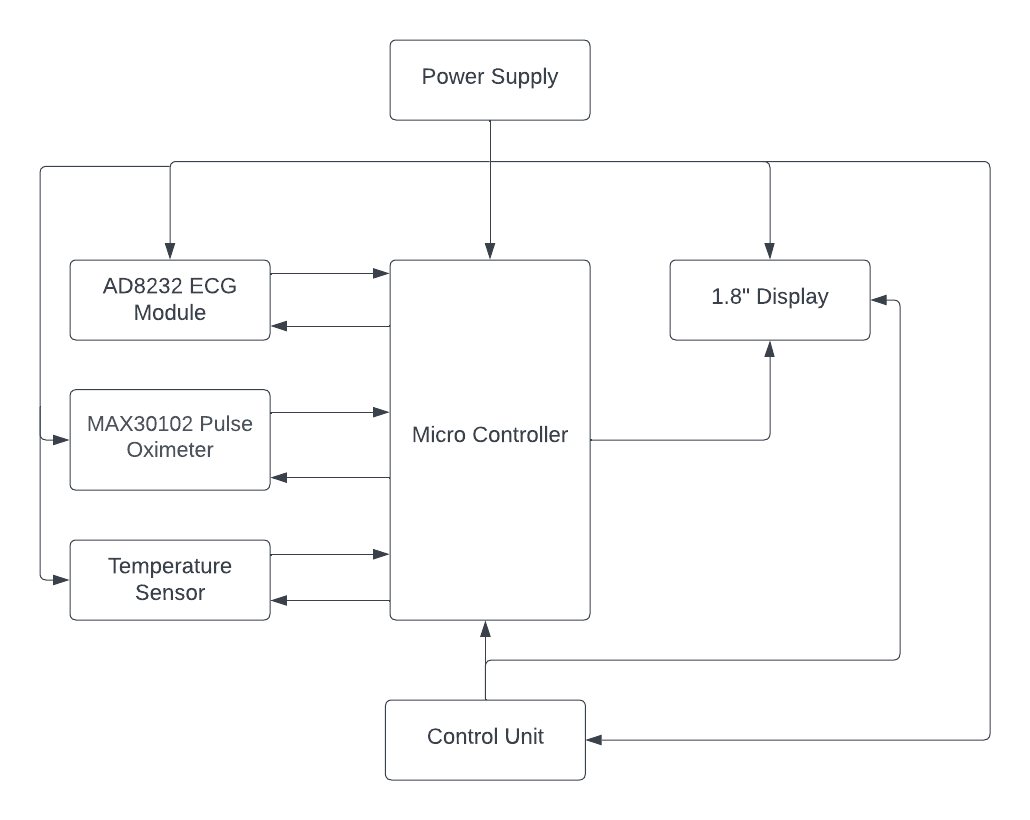 Power Supply
AD8232 ECG
Module
1.8" Display
MAX30102 Pulse
Oximeter
Micro Controller
Temperature
Sensor
Control Unit